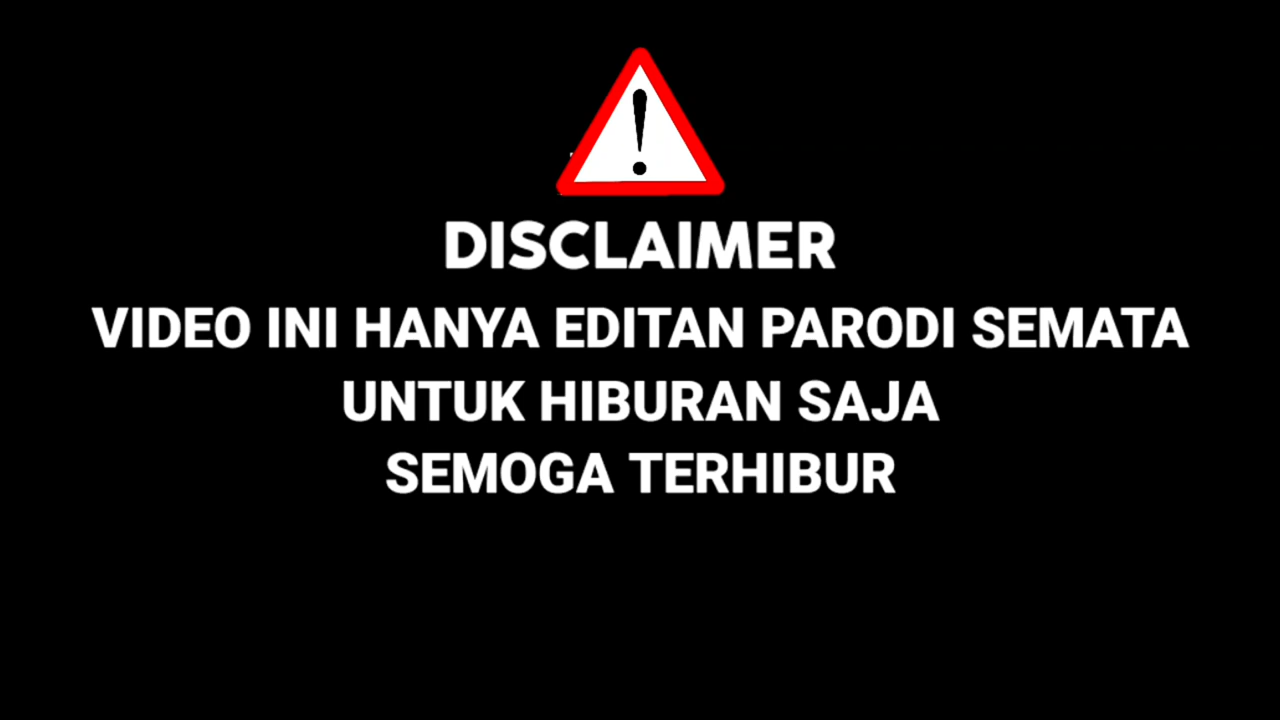 DISCLAIMER
VIDEO INI HANYA EDITAN PARODI SEMATA
UNTUK HIBURAN SAJA
SEMOGA TERHIBUR